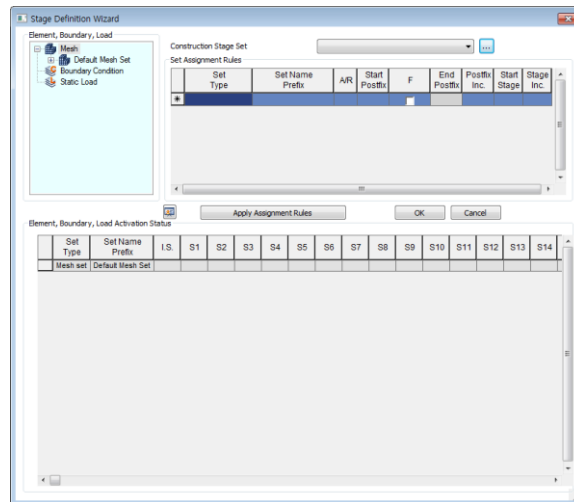 Stage Definition Wizard
Element, Boundary, Load
Mesh
Default Mesh Set
Boundary Condition
Static Load
Construction Stage Set
...
Set Assignment Rules
Set Type Set Name Prefix A/R Start Postfix F End Postfix Postfix Inc. Start Stage Stage Inc.
Apply Assignment Rules OK Cancel
Element, Boundary, Load Activation Status
Set Type Set Name Prefix I.S. S1 S2 S3 S4 S5 S6 S7 S8 S9 S10 S11 S12 S13 S14
Mesh set Default Mesh Set